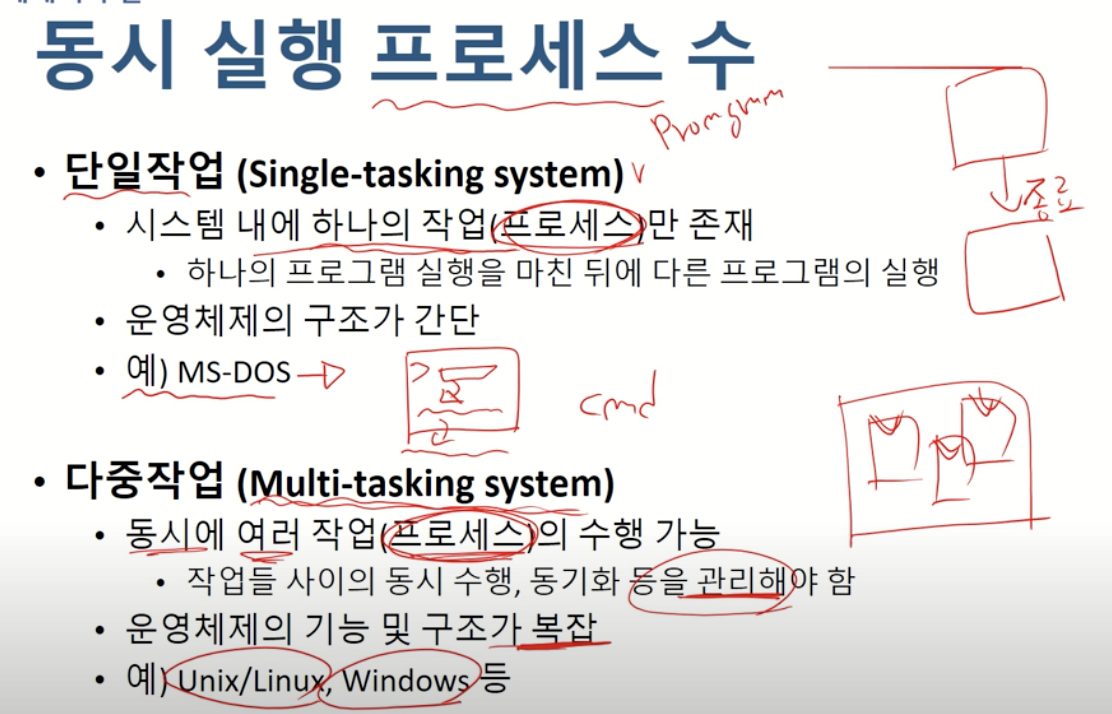 동시 실행 프로세스 수
• 단일작업 (Single-tasking system)
• 시스템 내에 하나의 작업(프로세스)만 존재
종료
• 하나의 프로그램 실행을 마친 뒤에 다른 프로그램의 실행
• 운영체제의 구조가 간단
• 예) MS-DOS
cmd
• 다중작업 (Multi-tasking system)
• 동시에 여러 작업(프로세스)의 수행 가능
• 작업들 사이의 동시 수행, 동기화 등을 관리해야 함
• 운영체제의 기능 및 구조가 복잡
• 예) Unix/Linux, Windows 등